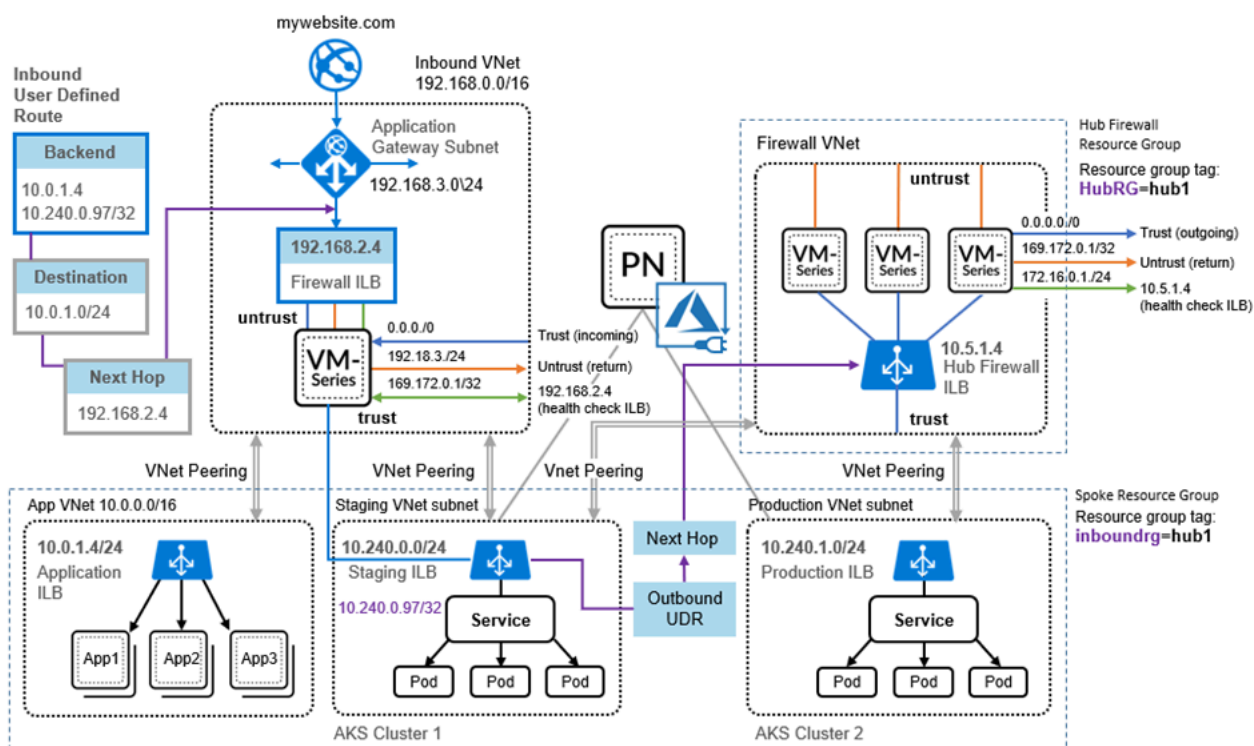 mywebsite.com
Inbound
User Defined
Route
Backend
10.0.1.4
10.240.0.97/32
Destination
10.0.1.0/24
Next Hop
192.168.2.4
Inbound VNet
192.168.0.0/16
Application
Gateway Subnet
192.168.3.0\24
192.168.2.4
Firewall ILB
untrust
VM-
Series
trust
0.0.0./0
192.18.3./24
169.172.0.1/32
Trust (incoming)
Untrust (return)
192.168.2.4
(health check ILB)
PN
Firewall VNet
untrust
VM-
Series
VM-
Series
VM-
Series
10.5.1.4
Hub Firewall
ILB
trust
Hub Firewall
Resource Group
Resource group tag:
HubRG=hub1
0.0.0.0./0
169.172.0.1/32
172.16.0.1./24
Trust (outgoing)
Untrust (return)
10.5.1.4
(health check ILB)
VNet Peering
VNet Peering
Vnet Peering
VNet Peering
App VNet 10.0.0.0/16
10.0.1.4/24
Application
ILB
App1
App2
App3
Staging VNet subnet
10.240.0.0/24
Staging ILB
10.240.0.97/32
Service
Pod
Pod
Pod
AKS Cluster 1
Next Hop
Outbound
UDR
Production VNet subnet
10.240.1.0/24
Production ILB
Service
Pod
Pod
Pod
AKS Cluster 2
Spoke Resource Group
Resource group tag:
inboundrg=hub1